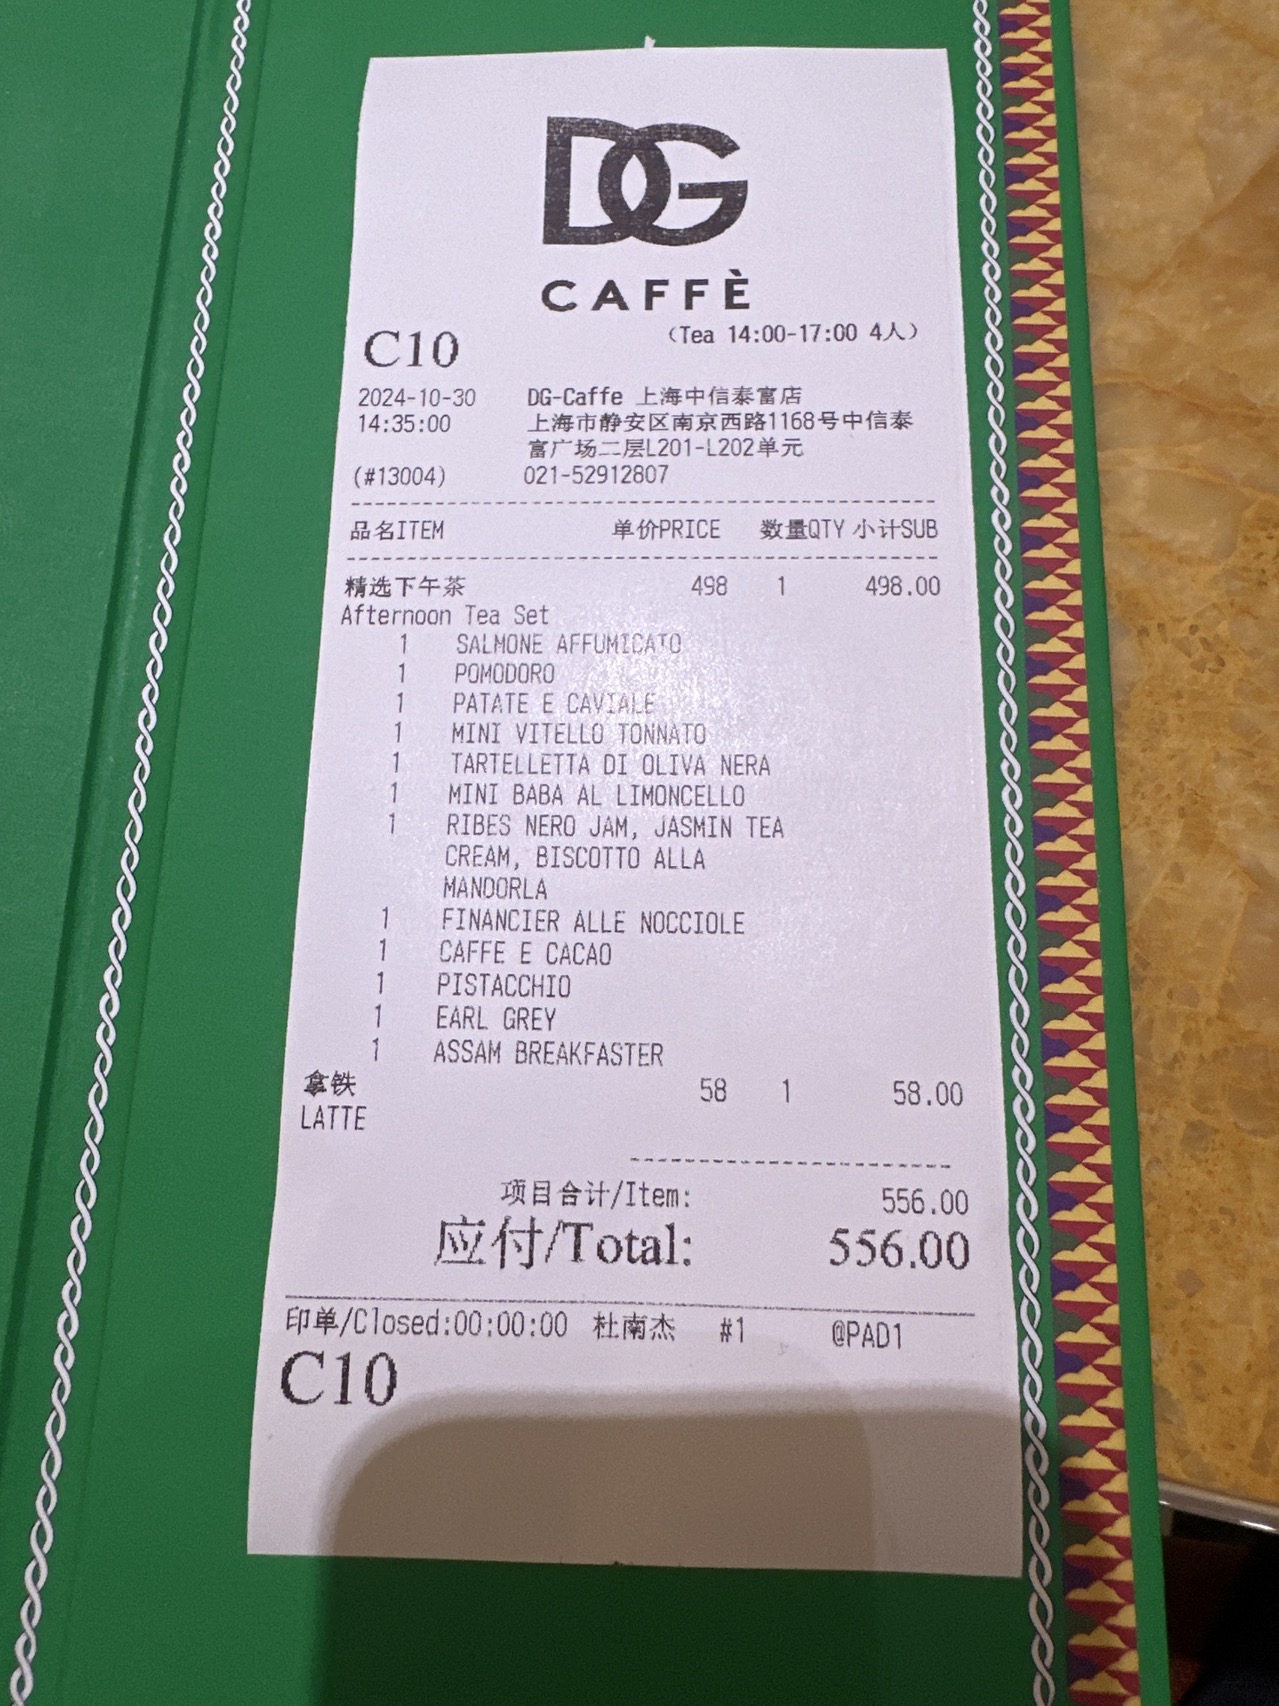 DG
CAFFÈ
C10 （Tea 14:00-17:00 4人）
2024-10-30 DG-Caffe 上海中信泰富店
14:35:00 上海市静安区南京西路1168号中信泰
富广场二层L201-L202单元
(#13004) 021-52912807
品名ITEM 单价PRICE 数量QTY 小计SUB
精选下午茶 498 1 498.00
Afternoon Tea Set
1 SALMONE AFFUMICATO
1 POMODORO
1 PATATE E CAVIALE
1 MINI VITELLO TONNATO
1 TARTELLETTA DI OLIVA NERA
1 MINI BABA AL LIMONCELLO
1 RIBES NERO JAM, JASMIN TEA
CREAM, BISCOTTO ALLA
MANDORLA
1 FINANCIER ALLE NOCCIOLE
1 CAFFE E CACAO
1 PISTACCHIO
1 EARL GREY
1 ASSAM BREAKFASTER
拿铁 58 1 58.00
LATTE
项目合计/Item: 556.00
应付/Total: 556.00
印单/Closed:00:00:00 杜南杰 #1 @PAD1
C10